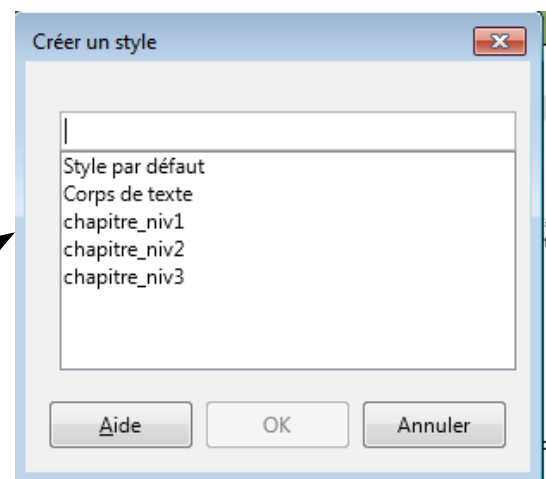 Créer un style
Style par défaut
Corps de texte
chapitre_niv1
chapitre_niv2
chapitre_niv3
Aide
OK
Annuler